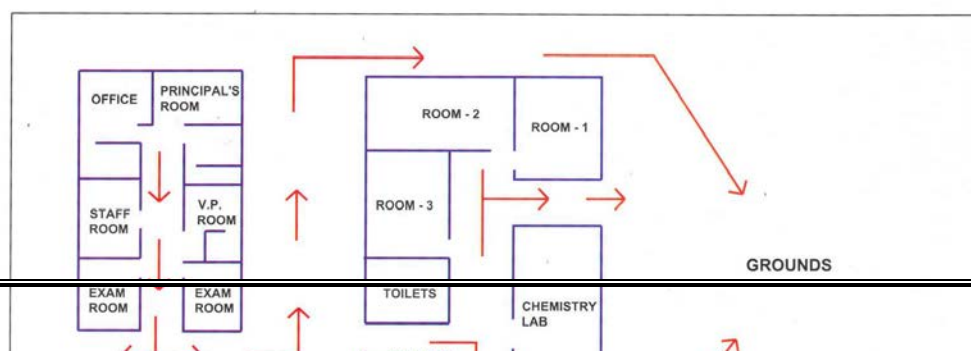 OFFICE
PRINCIPAL'S
ROOM
ROOM - 2
ROOM - 1
STAFF
ROOM
V.P.
ROOM
ROOM - 3
GROUNDS
EXAM
ROOM
EXAM
ROOM
TOILETS
CHEMISTRY
LAB